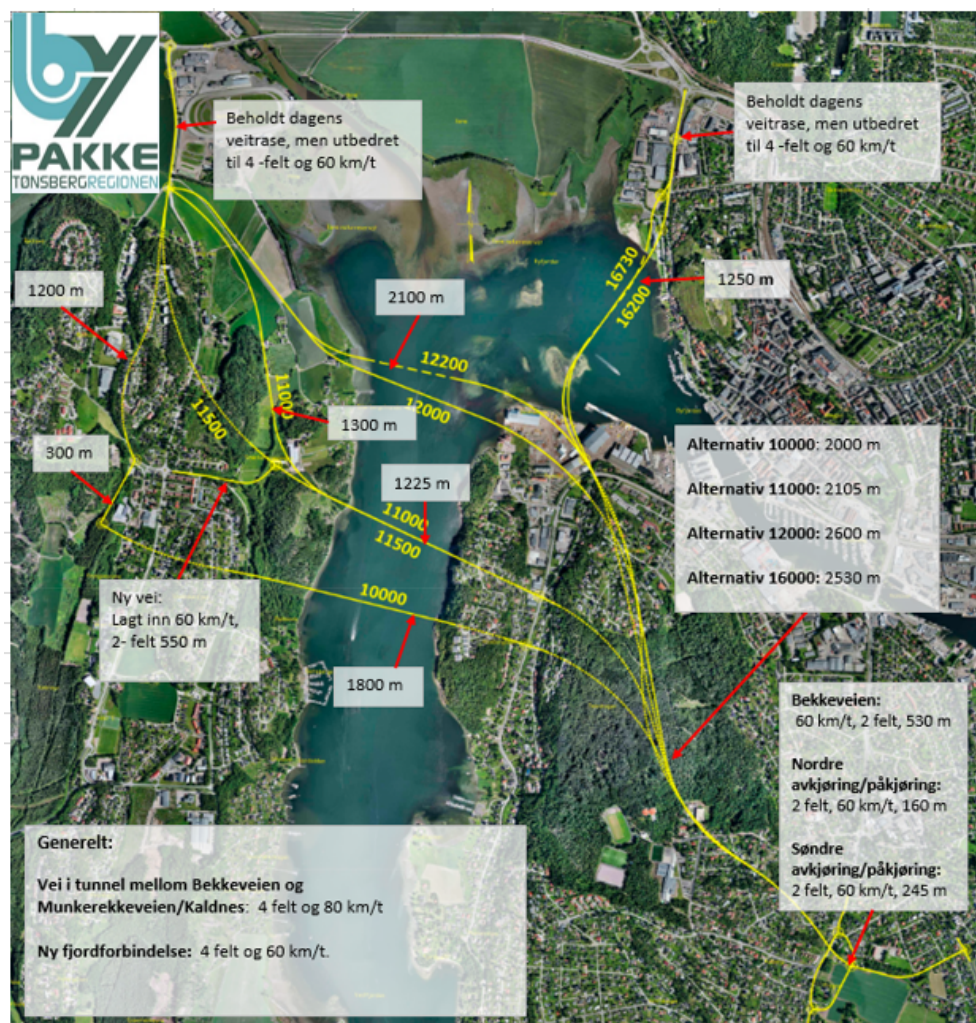 by
PAKKE
TØNSBERGREGIONEN
Beholdt dagens
veitrase, men utbedret
til 4 -felt og 60 km/t
Beholdt dagens
veitrase, men utbedret
til 4 -felt og 60 km/t
1200 m
2100 m
16730
16200
1250 m
12200
12000
11000
11500
1300 m
300 m
1225 m
11000
11500
10000
Alternativ 10000: 2000 m
Alternativ 11000: 2105 m
Alternativ 12000: 2600 m
Alternativ 16000: 2530 m
Ny vei:
Lagt inn 60 km/t,
2- felt 550 m
1800 m
Bekkeveien:
60 km/t, 2 felt, 530 m
Nordre
avkjøring/påkjøring:
2 felt, 60 km/t, 160 m
Søndre
avkjøring/påkjøring:
2 felt, 60 km/t, 245 m
Generelt:
Vei i tunnel mellom Bekkeveien og
Munkerekkeveien/Kaldnes: 4 felt og 80 km/t
Ny fjordforbindelse: 4 felt og 60 km/t.